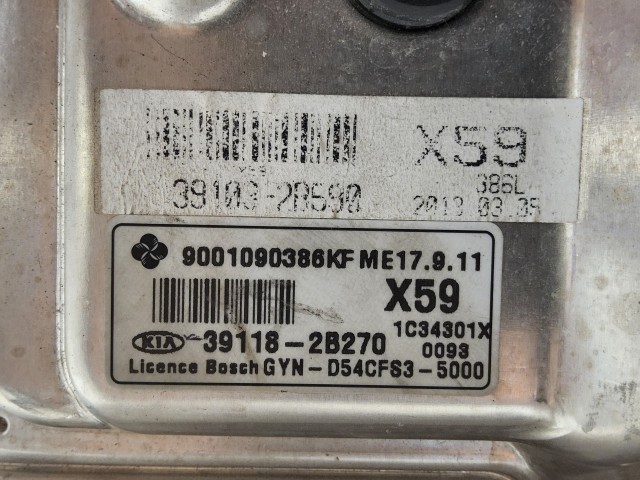 X59
386L
39103-2B590
2013 03.05
9001090386KF ME17.9.11
X59
1C34301X
KIA 39118-2B270 0093
Licence Bosch GYN-D54CFS3-5000